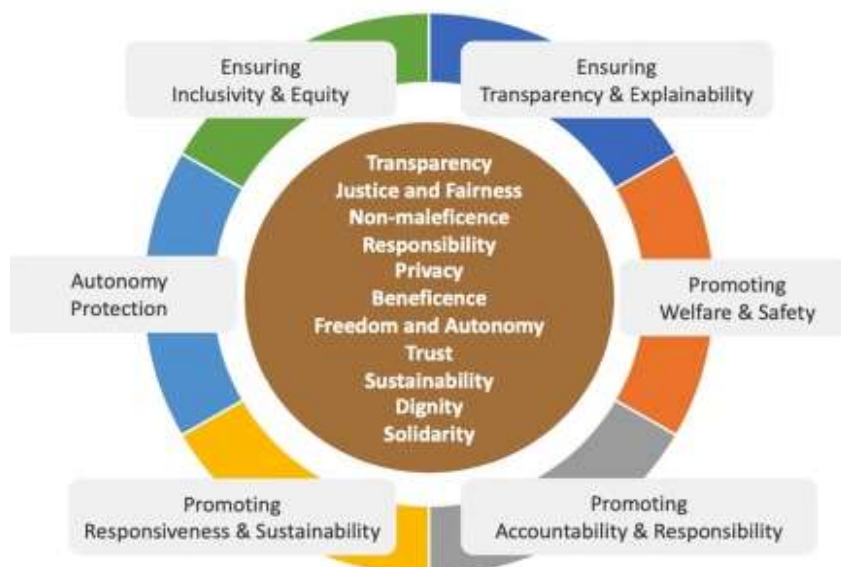 Ensuring
Inclusivity & Equity
Ensuring
Transparency & Explainability
Transparency
Justice and Fairness
Non-maleficence
Responsibility
Privacy
Beneficence
Freedom and Autonomy
Trust
Sustainability
Dignity
Solidarity
Autonomy
Protection
Promoting
Welfare & Safety
Promoting
Responsiveness & Sustainability
Promoting
Accountability & Responsibility